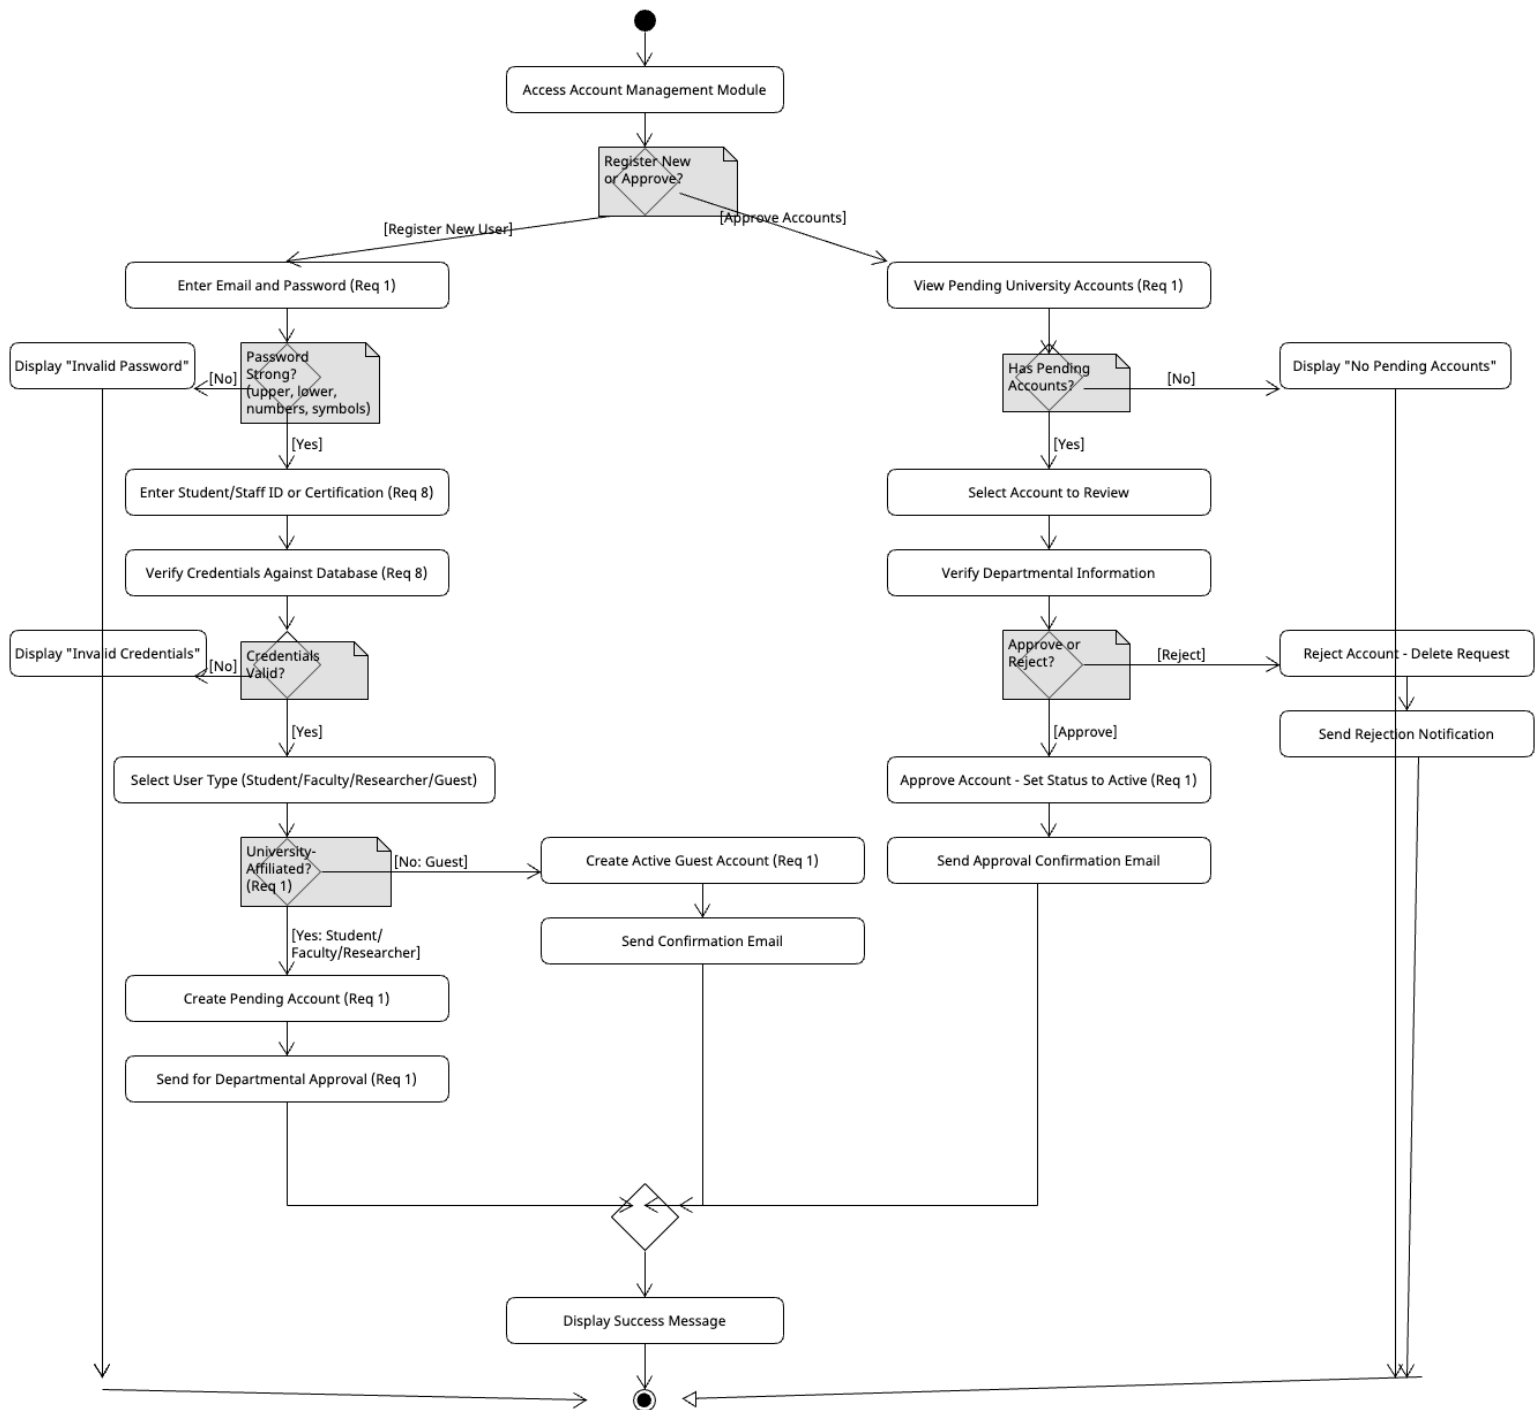 Access Account Management Module
Register New
or Approve?
[Register New User]
[Approve Accounts]
Enter Email and Password (Req 1)
View Pending University Accounts (Req 1)
Display "Invalid Password"
[No]
Password
Strong?
(upper, lower,
numbers, symbols)
Has Pending
Accounts?
[No]
Display "No Pending Accounts"
[Yes]
[Yes]
Enter Student/Staff ID or Certification (Req 8)
Select Account to Review
Verify Credentials Against Database (Req 8)
Verify Departmental Information
Display "Invalid Credentials"
[No]
Credentials
Valid?
Approve or
Reject?
[Reject]
Reject Account - Delete Request
[Yes]
[Approve]
Send Rejection Notification
Select User Type (Student/Faculty/Researcher/Guest)
Approve Account - Set Status to Active (Req 1)
University-
Affiliated?
(Req 1)
[No: Guest]
Create Active Guest Account (Req 1)
Send Approval Confirmation Email
[Yes: Student/
Faculty/Researcher]
Send Confirmation Email
Create Pending Account (Req 1)
Send for Departmental Approval (Req 1)
Display Success Message